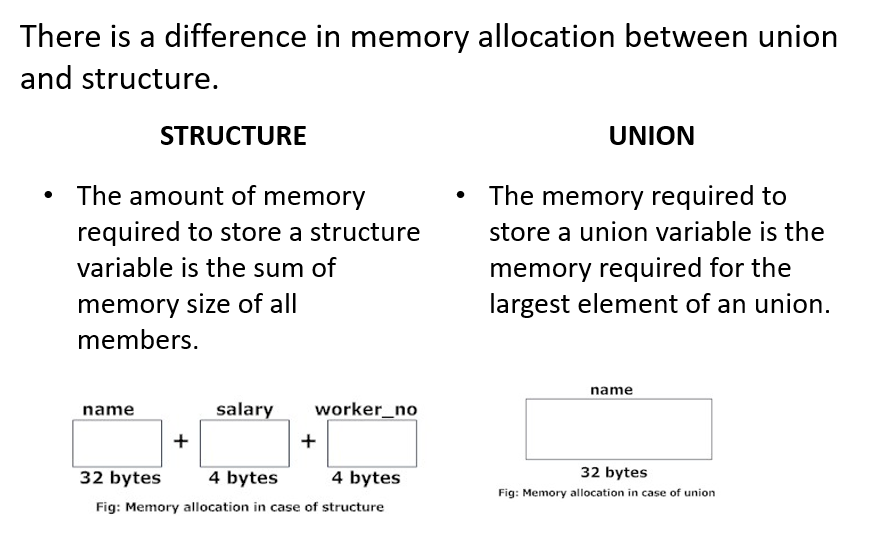 There is a difference in memory allocation between union
and structure.
STRUCTURE
• The amount of memory
required to store a structure
variable is the sum of
memory size of all
members.
name salary worker_no
+ +
32 bytes 4 bytes 4 bytes
Fig: Memory allocation in case of structure
UNION
• The memory required to
store a union variable is the
memory required for the
largest element of an union.
name
32 bytes
Fig: Memory allocation in case of union